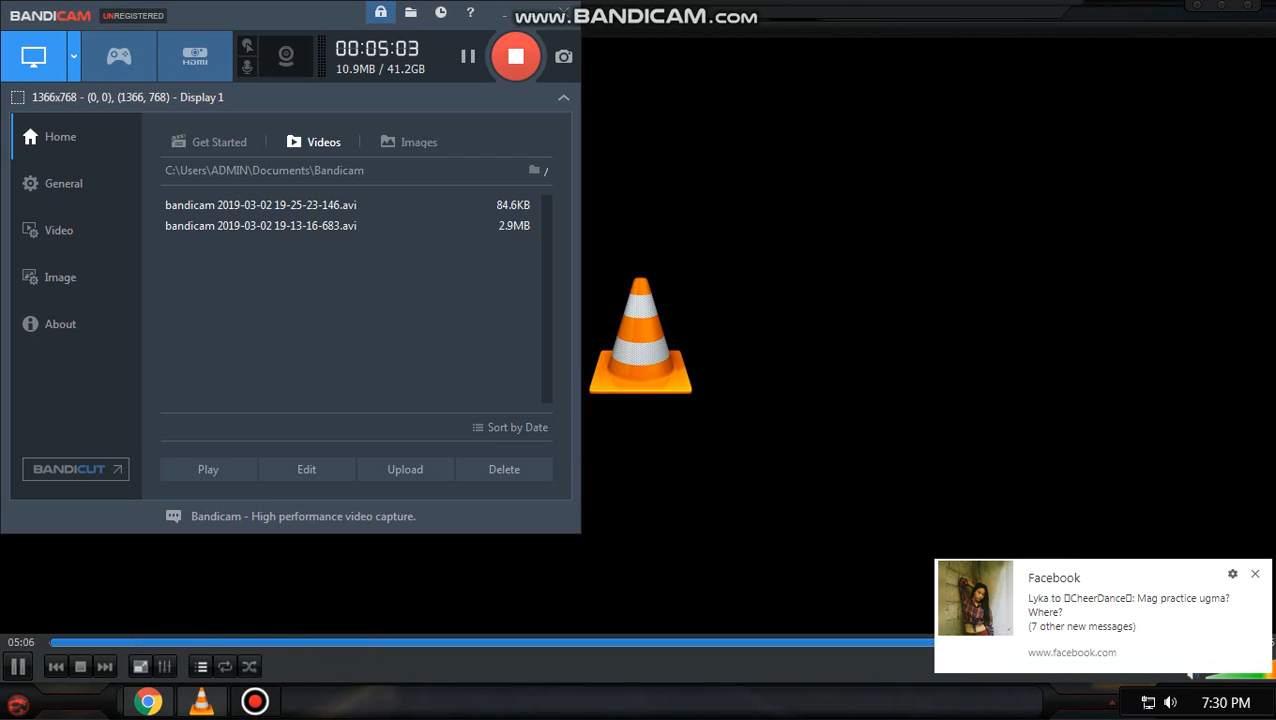 BANDICAM UNREGISTERED
www.BANDICAM.com
HDMI
00:05:03
10.9MB / 41.2GB
1366x768 - (0, 0), (1366, 768) - Display 1
Home
General
Video
Image
About
BANDICUT
Get Started
Videos
Images
C:\Users\ADMIN\Documents\Bandicam
/
bandicam 2019-03-02 19-25-23-146.avi 84.6KB
bandicam 2019-03-02 19-13-16-683.avi 2.9MB
Sort by Date
Play Edit Upload Delete
Bandicam - High performance video capture.
Facebook
Lyka to ▯CheerDance▯: Mag practice ugma?
Where?
(7 other new messages)
www.facebook.com
05:06
7:30 PM